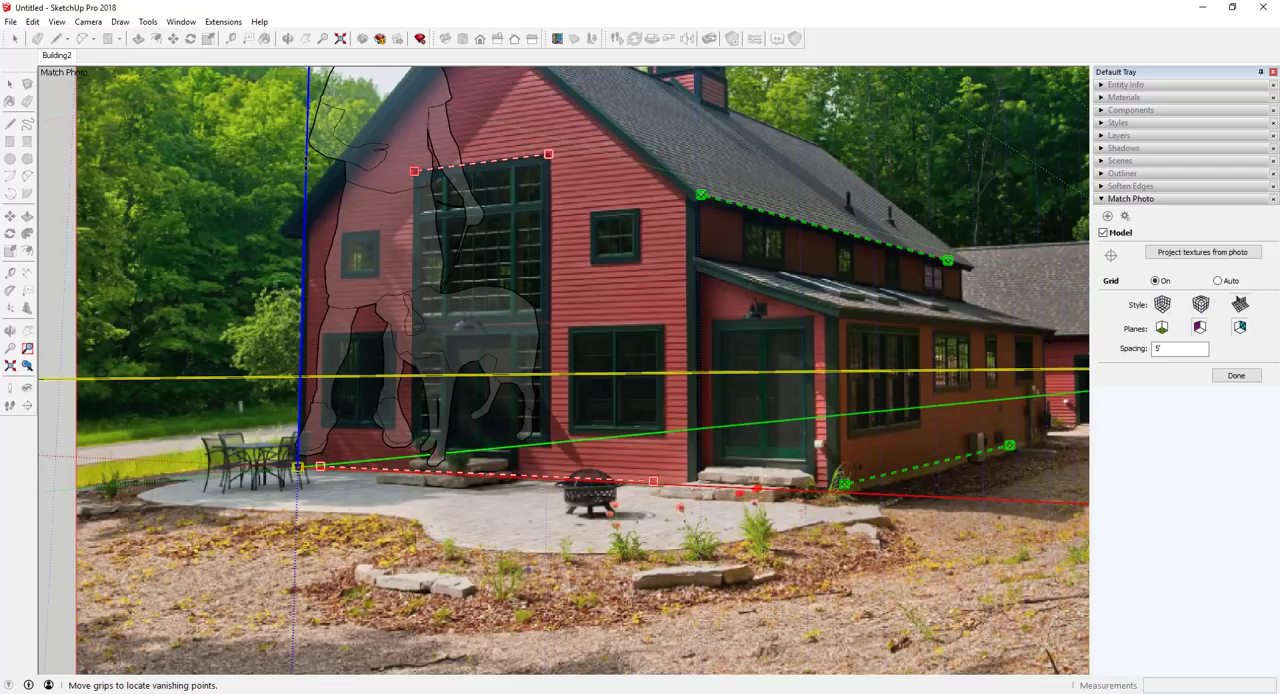 Untitled - SketchUp Pro 2018
File Edit View Camera Draw Tools Window Extensions Help
Building2
Match Photo
Default Tray
Entity Info
Materials
Components
Styles
Layers
Shadows
Scenes
Outliner
Soften Edges
Match Photo
Model
Project textures from photo
Grid On Auto
Style:
Planes:
Spacing: 5'
Done
Move grips to locate vanishing points.
Measurements